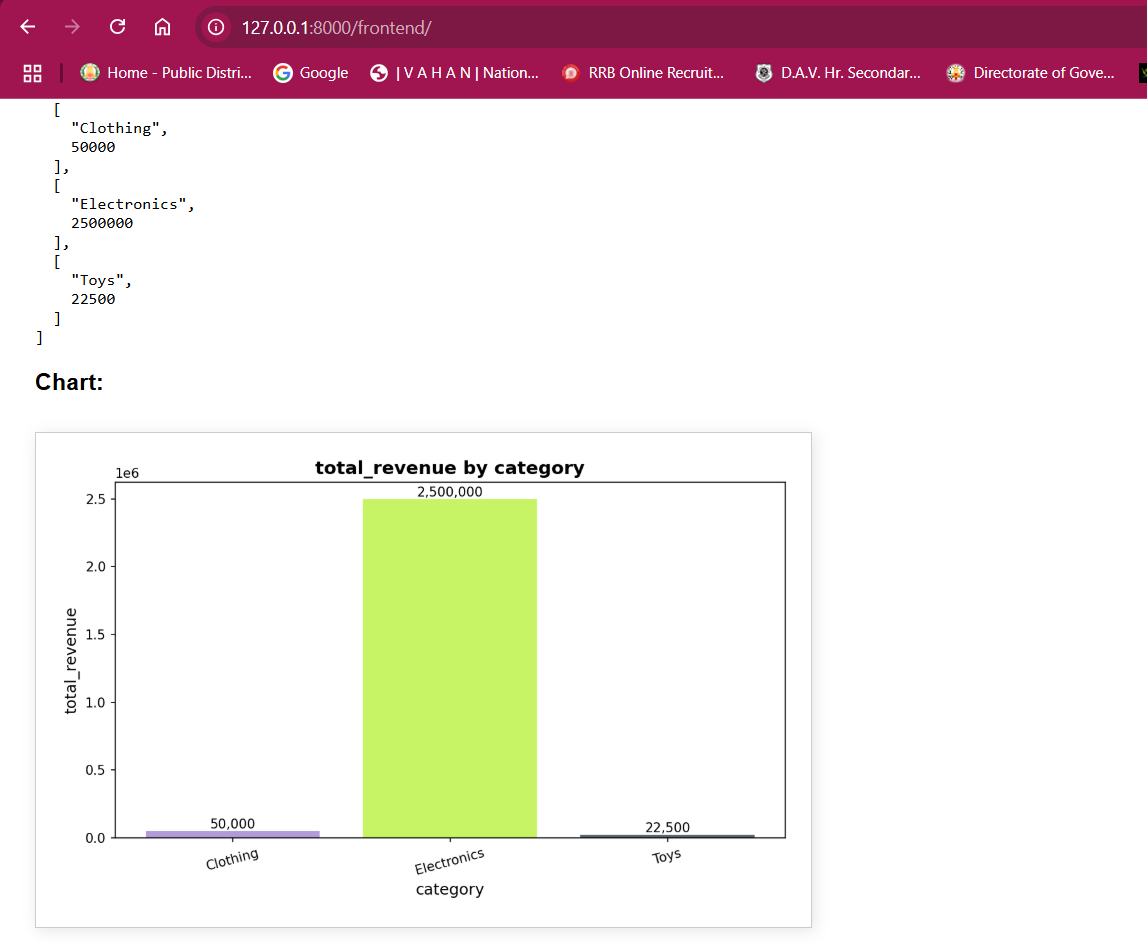 127.0.0.1:8000/frontend/
Home - Public Distri...
Google
| V A H A N | Nation...
RRB Online Recruit...
D.A.V. Hr. Secondar...
Directorate of Gove...
[
"Clothing",
50000
],
[
"Electronics",
2500000
],
[
"Toys",
22500
]
]
Chart:
total_revenue by category
1e6
2.5
2.0
1.5
1.0
0.5
0.0
total_revenue
50,000
2,500,000
22,500
Clothing
Electronics
Toys
category